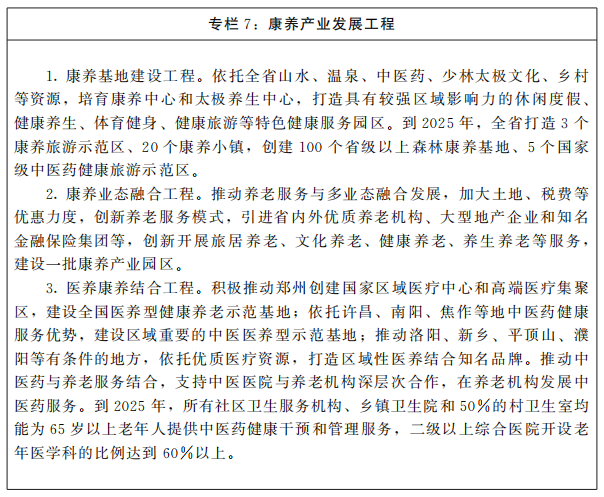 专栏 7：康养产业发展工程
1. 康养基地建设工程。依托全省山水、温泉、中医药、少林太极文化、乡村
等资源，培育康养中心和太极养生中心，打造具有较强区域影响力的休闲度假、
健康养生、体育健身、健康旅游等特色健康服务园区。到 2025 年，全省打造 3 个
康养旅游示范区、20 个康养小镇，创建 100 个省级以上森林康养基地、5 个国家
级中医药健康旅游示范区。
2. 康养业态融合工程。推动养老服务与多业态融合发展，加大土地、税费等
优惠力度，创新养老服务模式，引进省内外优质养老机构、大型地产企业和知名
金融保险集团等，创新开展旅居养老、文化养老、健康养老、养生养老等服务，
建设一批康养产业园区。
3. 医养康养结合工程。积极推动郑州创建国家区域医疗中心和高端医疗集聚
区，建设全国医养型健康养老示范基地；依托许昌、南阳、焦作等地中医药健康
服务优势，建设区域重要的中医医养型示范基地；推动洛阳、新乡、平顶山、濮
阳等有条件的地方，依托优质医疗资源，打造区域性医养结合知名品牌。推动中
医药与养老服务结合，支持中医医院与养老机构深层次合作，在养老机构发展中
医药服务。到 2025 年，所有社区卫生服务机构、乡镇卫生院和 50%的村卫生室均
能为 65 岁以上老年人提供中医药健康干预和管理服务，二级以上综合医院开设老
年医学科的比例达到 60%以上。